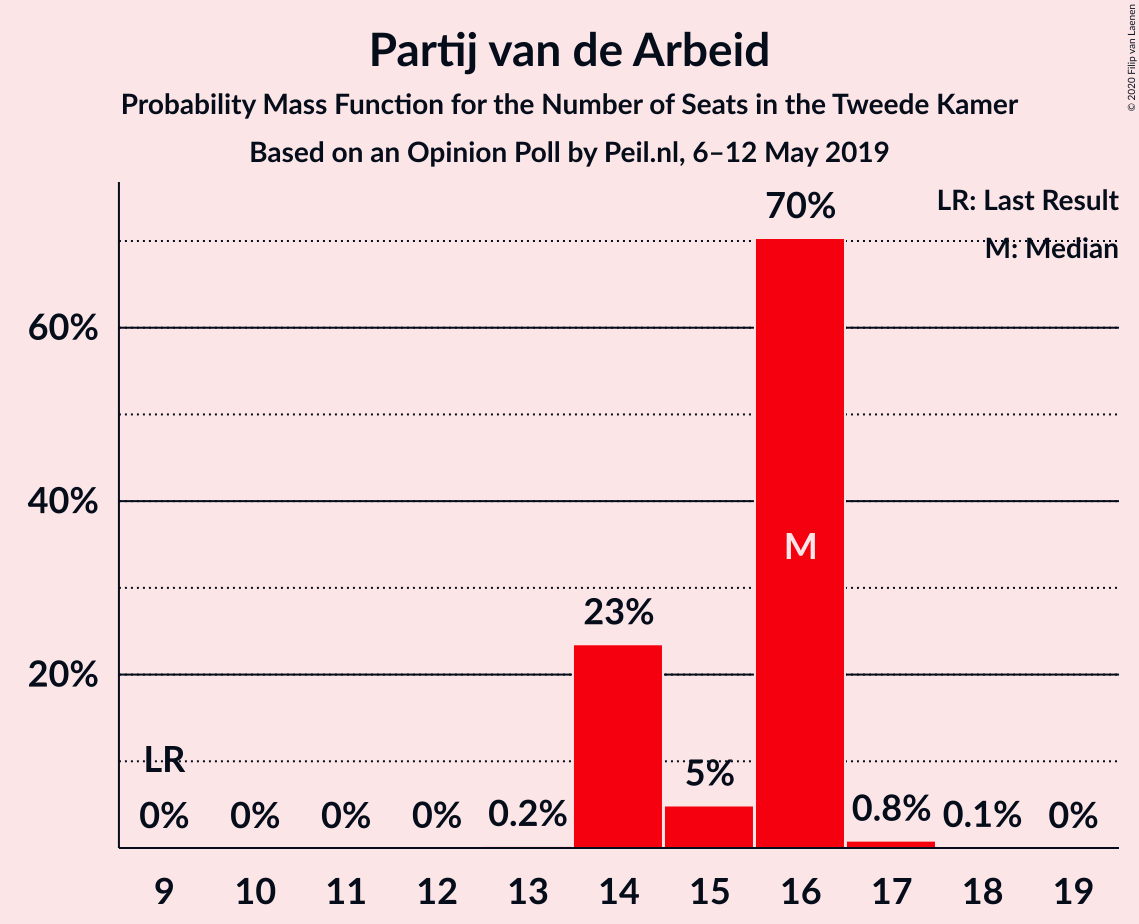 Partij van de Arbeid
Probability Mass Function for the Number of Seats in the Tweede Kamer
Based on an Opinion Poll by Peil.nl, 6–12 May 2019
© 2020 Filip van Laenen
LR: Last Result
M: Median
70%
60%
40%
M
23%
20%
LR
5%
0% 0% 0% 0% 0.2% 0.8% 0.1% 0%
9 10 11 12 13 14 15 16 17 18 19